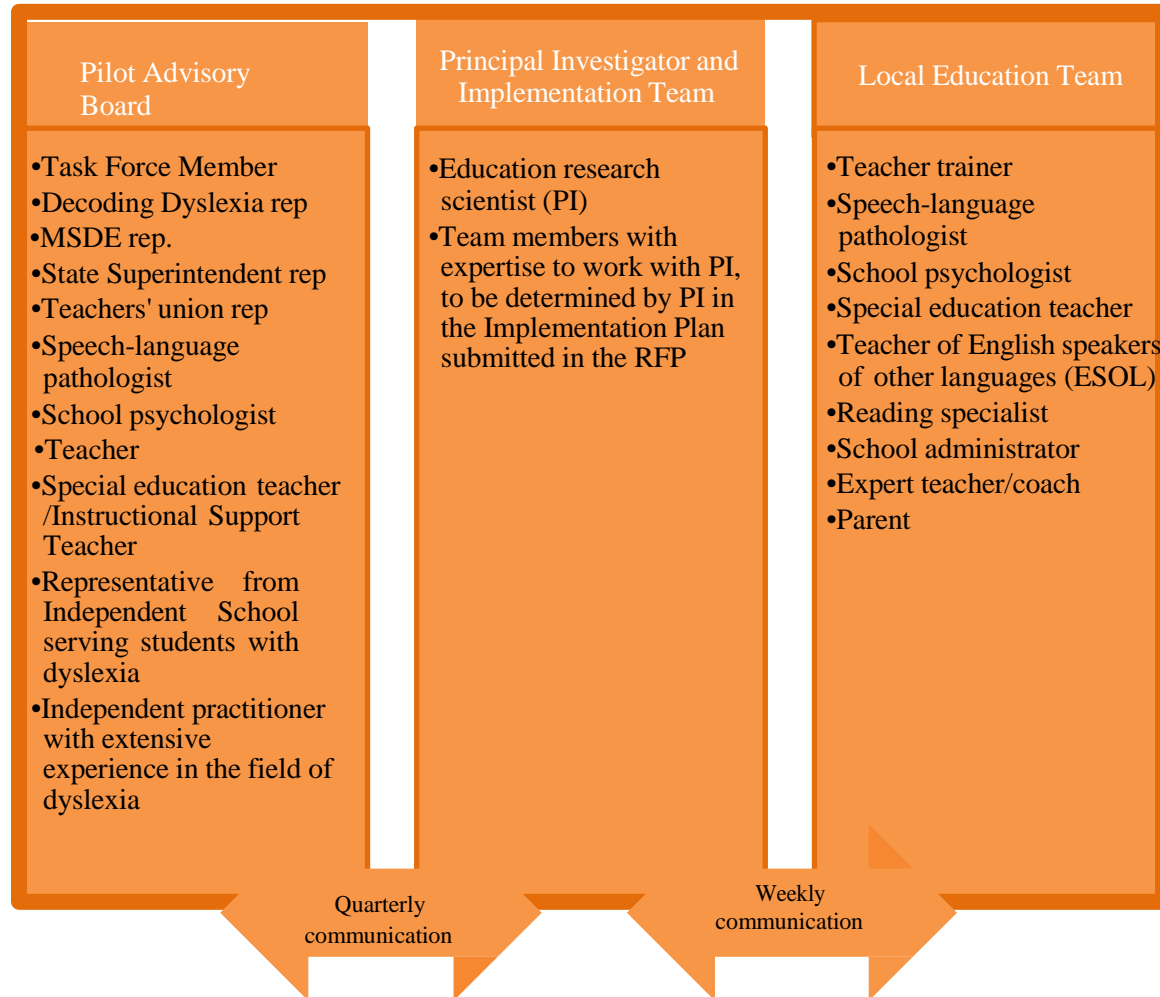 Pilot Advisory
Board
•Task Force Member
•Decoding Dyslexia rep
•MSDE rep.
•State Superintendent rep
•Teachers' union rep
•Speech-language
pathologist
•School psychologist
•Teacher
•Special education teacher
/Instructional Support
Teacher
•Representative from
Independent School
serving students with
dyslexia
•Independent practitioner
with extensive
experience in the field of
dyslexia
Principal Investigator and
Implementation Team
•Education research
scientist (PI)
•Team members with
expertise to work with PI,
to be determined by PI in
the Implementation Plan
submitted in the RFP
Local Education Team
•Teacher trainer
•Speech-language
pathologist
•School psychologist
•Special education teacher
•Teacher of English speakers
of other languages (ESOL)
•Reading specialist
•School administrator
•Expert teacher/coach
•Parent
Quarterly
communication
Weekly
communication